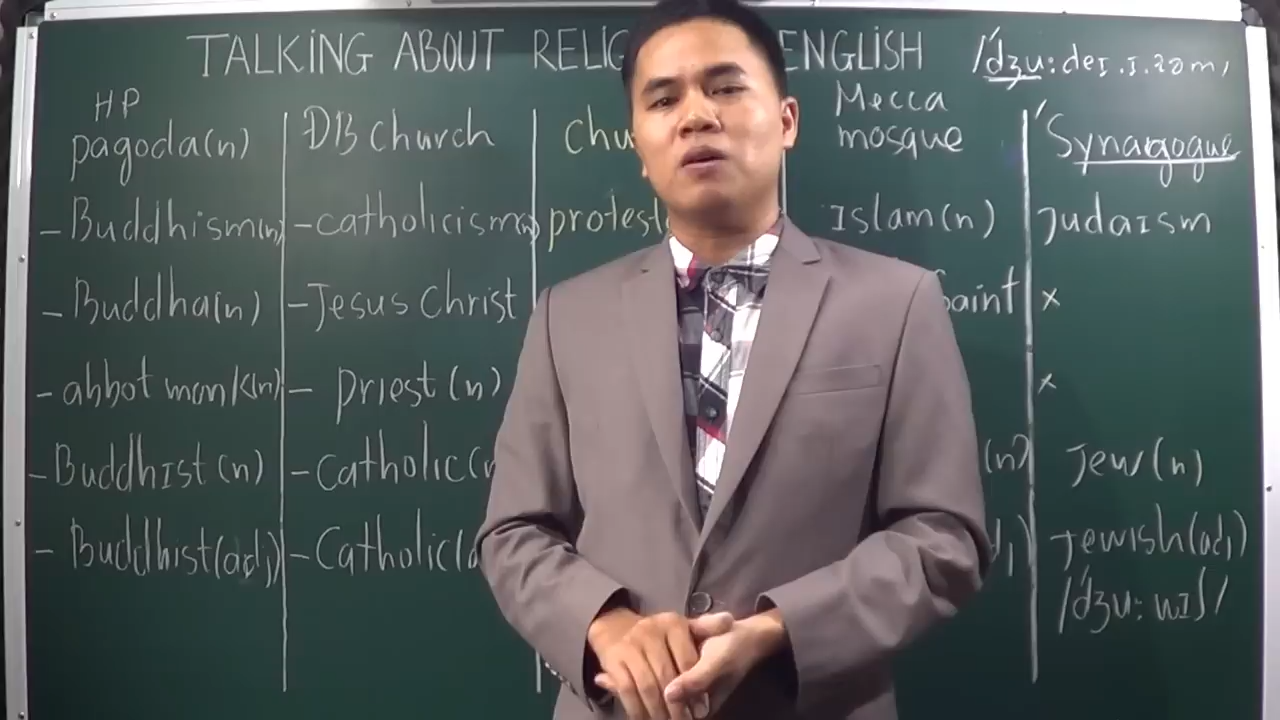 TALKING ABOUT RELIG ENGLISH /'dʒu:deɪ.ɪ.zəm/
HP
pagoda(n)
- Buddhism(n)
- Buddha(n)
- abbot monk(n)
- Buddhist(n)
- Buddhist(adj)
ĐB church
- catholicism(n)
- Jesus Christ
- priest(n)
- Catholic(n
- Catholic(a
Chu
protest
Mecca
mosque
Islam(n)
saint
(n)
Synargogue
Judaism
x
x
Jew(n)
Jewish(adj)
/'dʒu:wɪʃ/